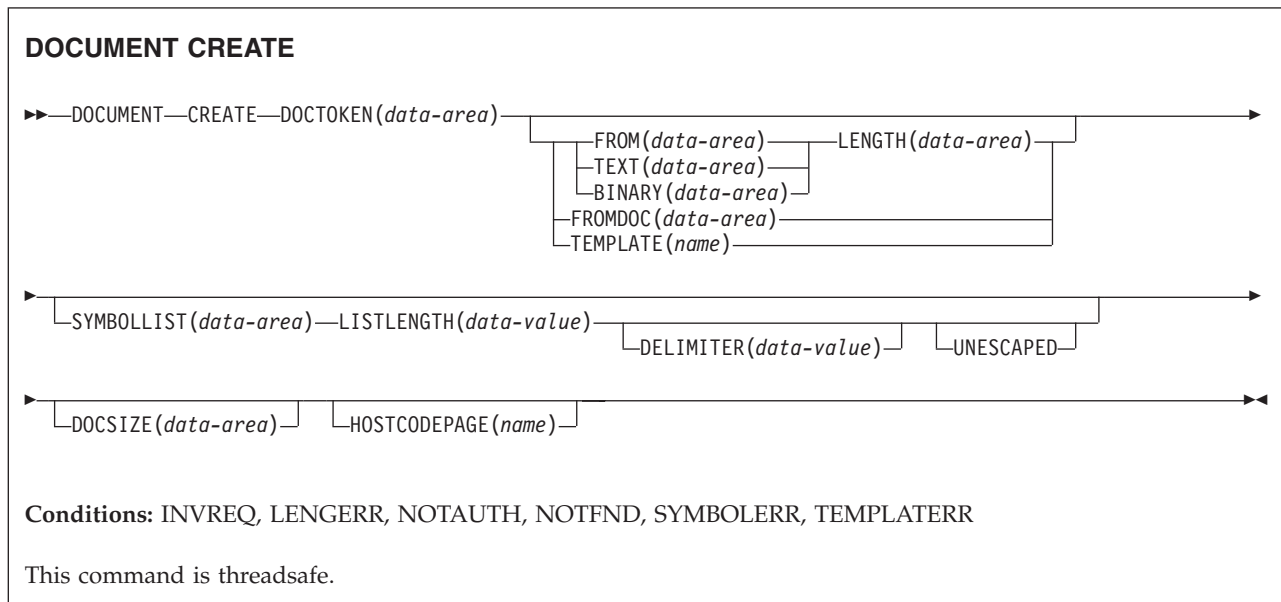 DOCUMENT CREATE
DOCUMENT CREATE DOCTOKEN(data-area)
FROM(data-area) LENGTH(data-area)
TEXT(data-area)
BINARY(data-area)
FROMDOC(data-area)
TEMPLATE(name)
SYMBOLLIST(data-area) LISTLENGTH(data-value)
DELIMITER(data-value) UNESCAPED
DOCSIZE(data-area) HOSTCODEPAGE(name)
Conditions: INVREQ, LENGERR, NOTAUTH, NOTFND, SYMBOLERR, TEMPLATERR
This command is threadsafe.